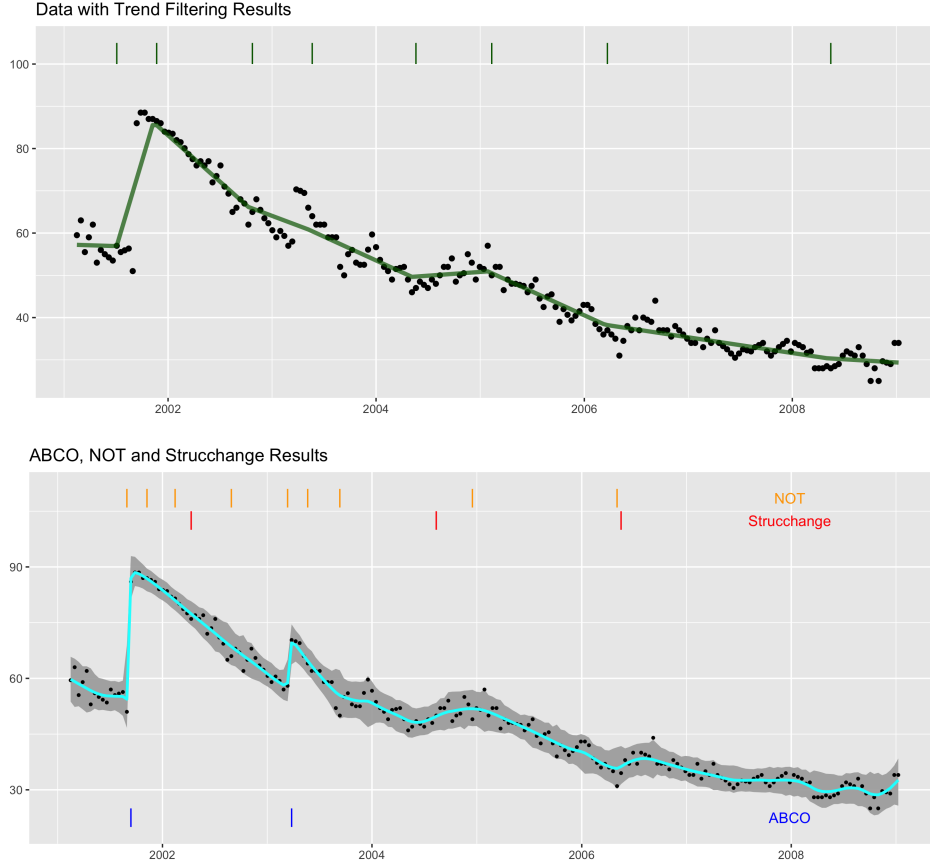 Data with Trend Filtering Results
100
80
60
40
2002 2004 2006 2008
ABCO, NOT and Strucchange Results
NOT
Strucchange
90
60
30
ABCO
2002 2004 2006 2008